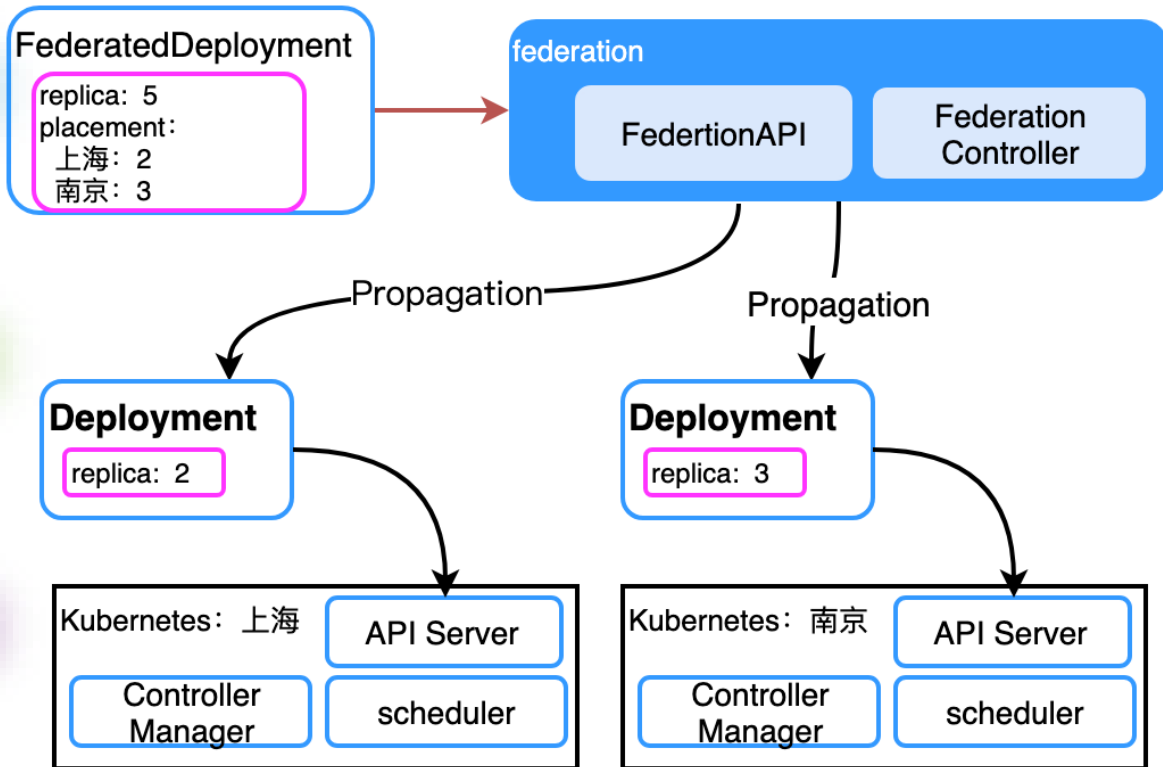 FederatedDeployment
replica: 5
placement:
上海: 2
南京: 3
federation
FedertionAPI
Federation
Controller
Propagation
Propagation
Deployment
replica: 2
Deployment
replica: 3
Kubernetes: 上海
API Server
Controller
Manager
scheduler
Kubernetes: 南京
API Server
Controller
Manager
scheduler